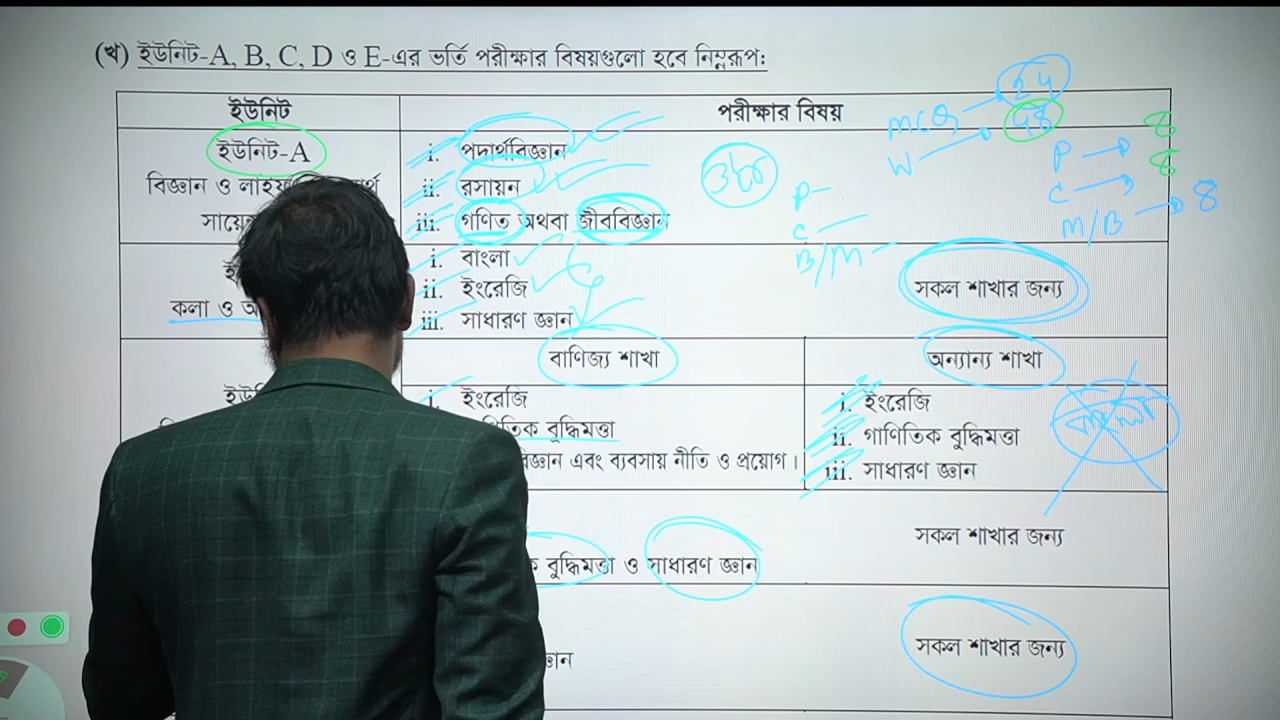 (খ) ইউনিট-A, B, C, D ও E-এর ভর্তি পরীক্ষার বিষয়গুলো হবে নিম্নরূপঃ
ইউনিট
পরীক্ষার বিষয়
ইউনিট-A
বিজ্ঞান ও
i. পদার্থবিজ্ঞান
ii. রসায়ন
iii. গণিত অথবা জীববিজ্ঞান
MCQ
W
P
C
M/B
8
8
8
P
C
B/M
কলা ও
i. বাংলা
ii. ইংরেজি
iii. সাধারণ জ্ঞান
সকল শাখার জন্য
বাণিজ্য শাখা
অন্যান্য শাখা
i. ইংরেজি
বুদ্ধিমত্তা
এবং ব্যবসায় নীতি ও প্রয়োগ।
i. ইংরেজি
ii. গাণিতিক বুদ্ধিমত্তা
iii. সাধারণ জ্ঞান
বাংলা
বুদ্ধিমত্তা ও সাধারণ জ্ঞান
সকল শাখার জন্য
সকল শাখার জন্য